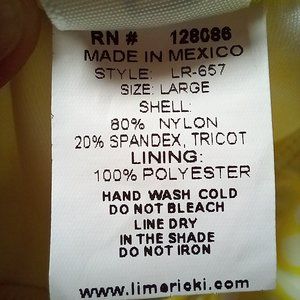 RN # 128086
MADE IN MEXICO
STYLE: LR-657
SIZE: LARGE
SHELL:
80% NYLON
20% SPANDEX, TRICOT
LINING:
100% POLYESTER
HAND WASH COLD
DO NOT BLEACH
LINE DRY
IN THE SHADE
DO NOT IRON
www.limoricki.com